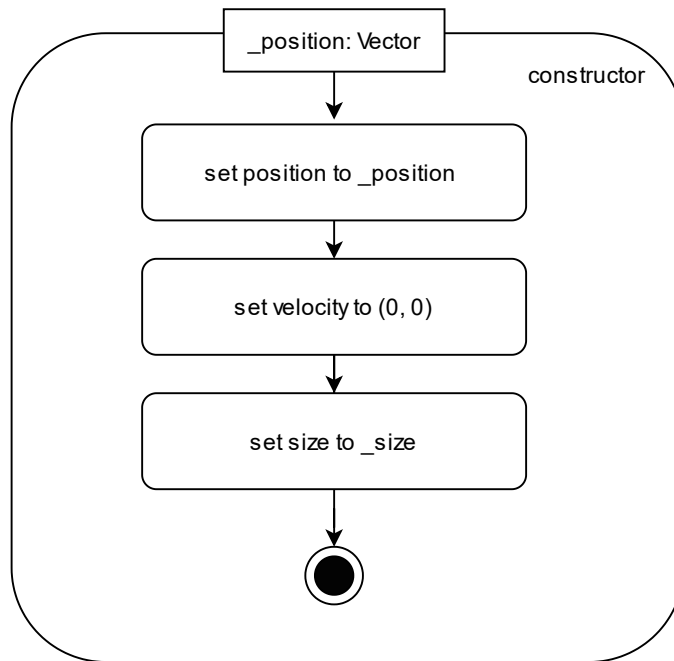 _position: Vector
constructor
set position to _position
set velocity to (0, 0)
set size to _size